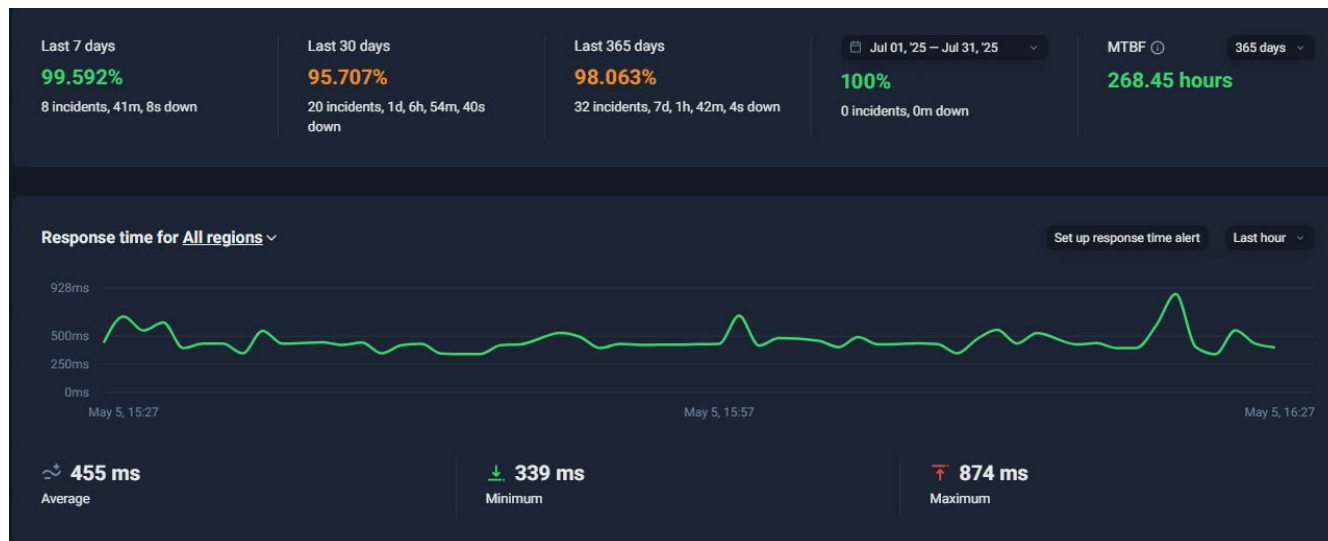 Last 7 days
99.592%
8 incidents, 41m, 8s down
Last 30 days
95.707%
20 incidents, 1d, 6h, 54m, 40s
down
Last 365 days
98.063%
32 incidents, 7d, 1h, 42m, 4s down
Jul 01, '25 – Jul 31, '25
100%
0 incidents, 0m down
MTBF
365 days
268.45 hours
Response time for All regions
Set up response time alert
Last hour
928ms
500ms
250ms
0ms
May 5, 15:27
May 5, 15:57
May 5, 16:27
455 ms
Average
339 ms
Minimum
874 ms
Maximum